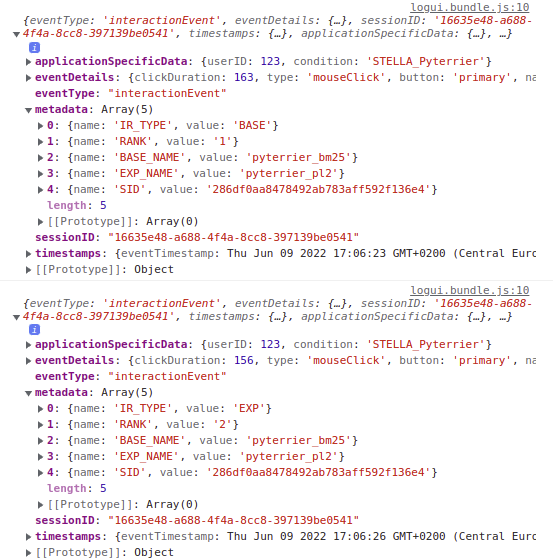 logui.bundle.js:10
{eventType: 'interactionEvent', eventDetails: {…}, sessionID: '16635e48-a688-
4f4a-8cc8-397139be0541', timestamps: {…}, applicationSpecificData: {…}, …}
i
applicationSpecificData: {userID: 123, condition: 'STELLA_Pyterrier'}
eventDetails: {clickDuration: 163, type: 'mouseClick', button: 'primary', na
eventType: "interactionEvent"
metadata: Array(5)
0: {name: 'IR_TYPE', value: 'BASE'}
1: {name: 'RANK', value: '1'}
2: {name: 'BASE_NAME', value: 'pyterrier_bm25'}
3: {name: 'EXP_NAME', value: 'pyterrier_pl2'}
4: {name: 'SID', value: '286df0aa8478492ab783aff592f136e4'}
length: 5
[[Prototype]]: Array(0)
sessionID: "16635e48-a688-4f4a-8cc8-397139be0541"
timestamps: {eventTimestamp: Thu Jun 09 2022 17:06:23 GMT+0200 (Central Euro
[[Prototype]]: Object
logui.bundle.js:10
{eventType: 'interactionEvent', eventDetails: {…}, sessionID: '16635e48-a688-
4f4a-8cc8-397139be0541', timestamps: {…}, applicationSpecificData: {…}, …}
i
applicationSpecificData: {userID: 123, condition: 'STELLA_Pyterrier'}
eventDetails: {clickDuration: 156, type: 'mouseClick', button: 'primary', na
eventType: "interactionEvent"
metadata: Array(5)
0: {name: 'IR_TYPE', value: 'EXP'}
1: {name: 'RANK', value: '2'}
2: {name: 'BASE_NAME', value: 'pyterrier_bm25'}
3: {name: 'EXP_NAME', value: 'pyterrier_pl2'}
4: {name: 'SID', value: '286df0aa8478492ab783aff592f136e4'}
length: 5
[[Prototype]]: Array(0)
sessionID: "16635e48-a688-4f4a-8cc8-397139be0541"
timestamps: {eventTimestamp: Thu Jun 09 2022 17:06:26 GMT+0200 (Central Euro
[[Prototype]]: Object